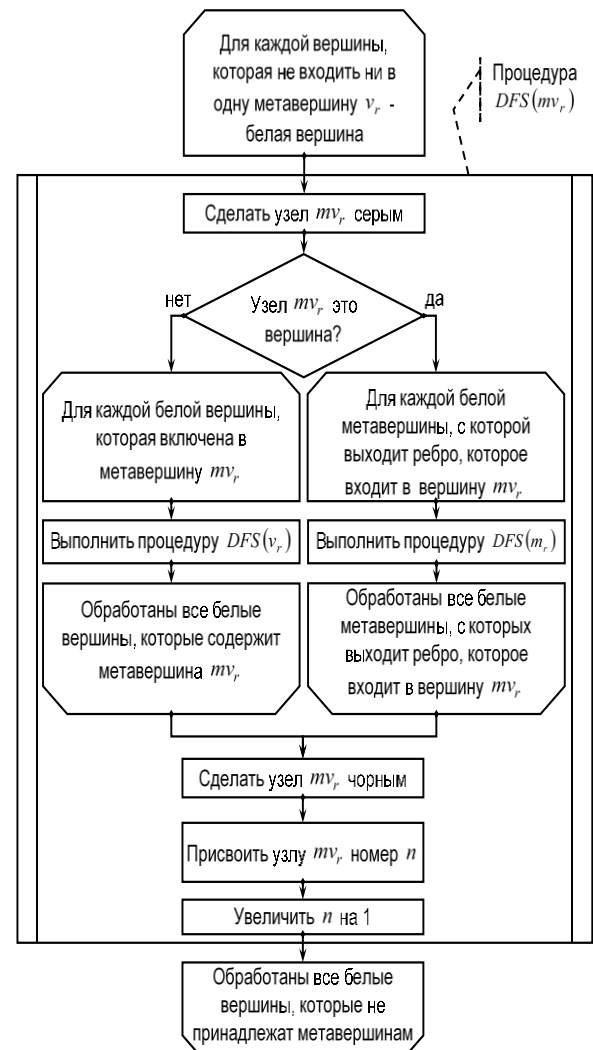 Для каждой вершины,
которая не входить ни в
одну метавершину v_r -
белая вершина
Процедура
DFS(mv_r)
Сделать узел mv_r серым
нет
Узел mv_r это
вершина?
да
Для каждой белой вершины,
которая включена в
метавершину mv_r
Для каждой белой
метавершины, с которой
выходит ребро, которое
входит в вершину mv_r
Выполнить процедуру DFS(v_r)
Выполнить процедуру DFS(m_r)
Обработаны все белые
вершины, которые содержит
метавершина mv_r
Обработаны все белые
метавершины, с которых
выходит ребро, которое
входит в вершину mv_r
Сделать узел mv_r чорным
Присвоить узлу mv_r номер n
Увеличить n на 1
Обработаны все белые
вершины, которые не
принадлежат метавершинам